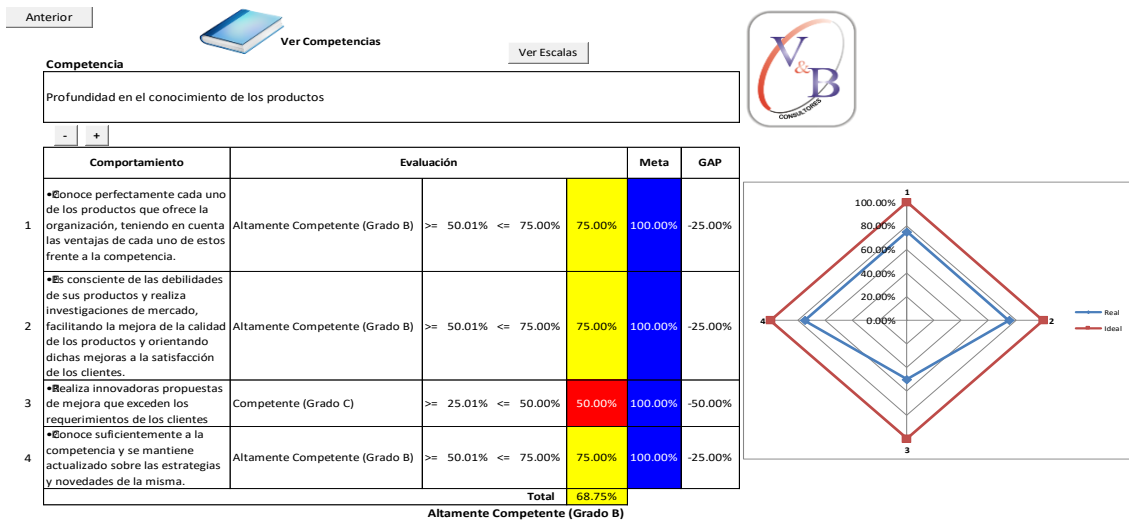 Anterior
Ver Competencias
Ver Escalas
V&B
CONSULTORES
Competencia
Profundidad en el conocimiento de los productos
- +
Comportamiento Evaluación Meta GAP
•Conoce perfectamente cada uno
de los productos que ofrece la
1 organización, teniendo en cuenta Altamente Competente (Grado B) >= 50.01% <= 75.00% 75.00% 100.00% -25.00%
las ventajas de cada uno de estos
frente a la competencia.
•Es consciente de las debilidades
de sus productos y realiza
investigaciones de mercado,
2 facilitando la mejora de la calidad Altamente Competente (Grado B) >= 50.01% <= 75.00% 75.00% 100.00% -25.00%
de los productos y orientando
dichas mejoras a la satisfacción
de los clientes.
•Realiza innovadoras propuestas
3 de mejora que exceden los Competente (Grado C) >= 25.01% <= 50.00% 50.00% 100.00% -50.00%
requerimientos de los clientes
•Conoce suficientemente a la
competencia y se mantiene
4 actualizado sobre las estrategias Altamente Competente (Grado B) >= 50.01% <= 75.00% 75.00% 100.00% -25.00%
y novedades de la misma.
Total 68.75%
Altamente Competente (Grado B)
1
100.00%
80.00%
60.00%
40.00%
20.00%
4 0.00% 2
3
Real
Ideal